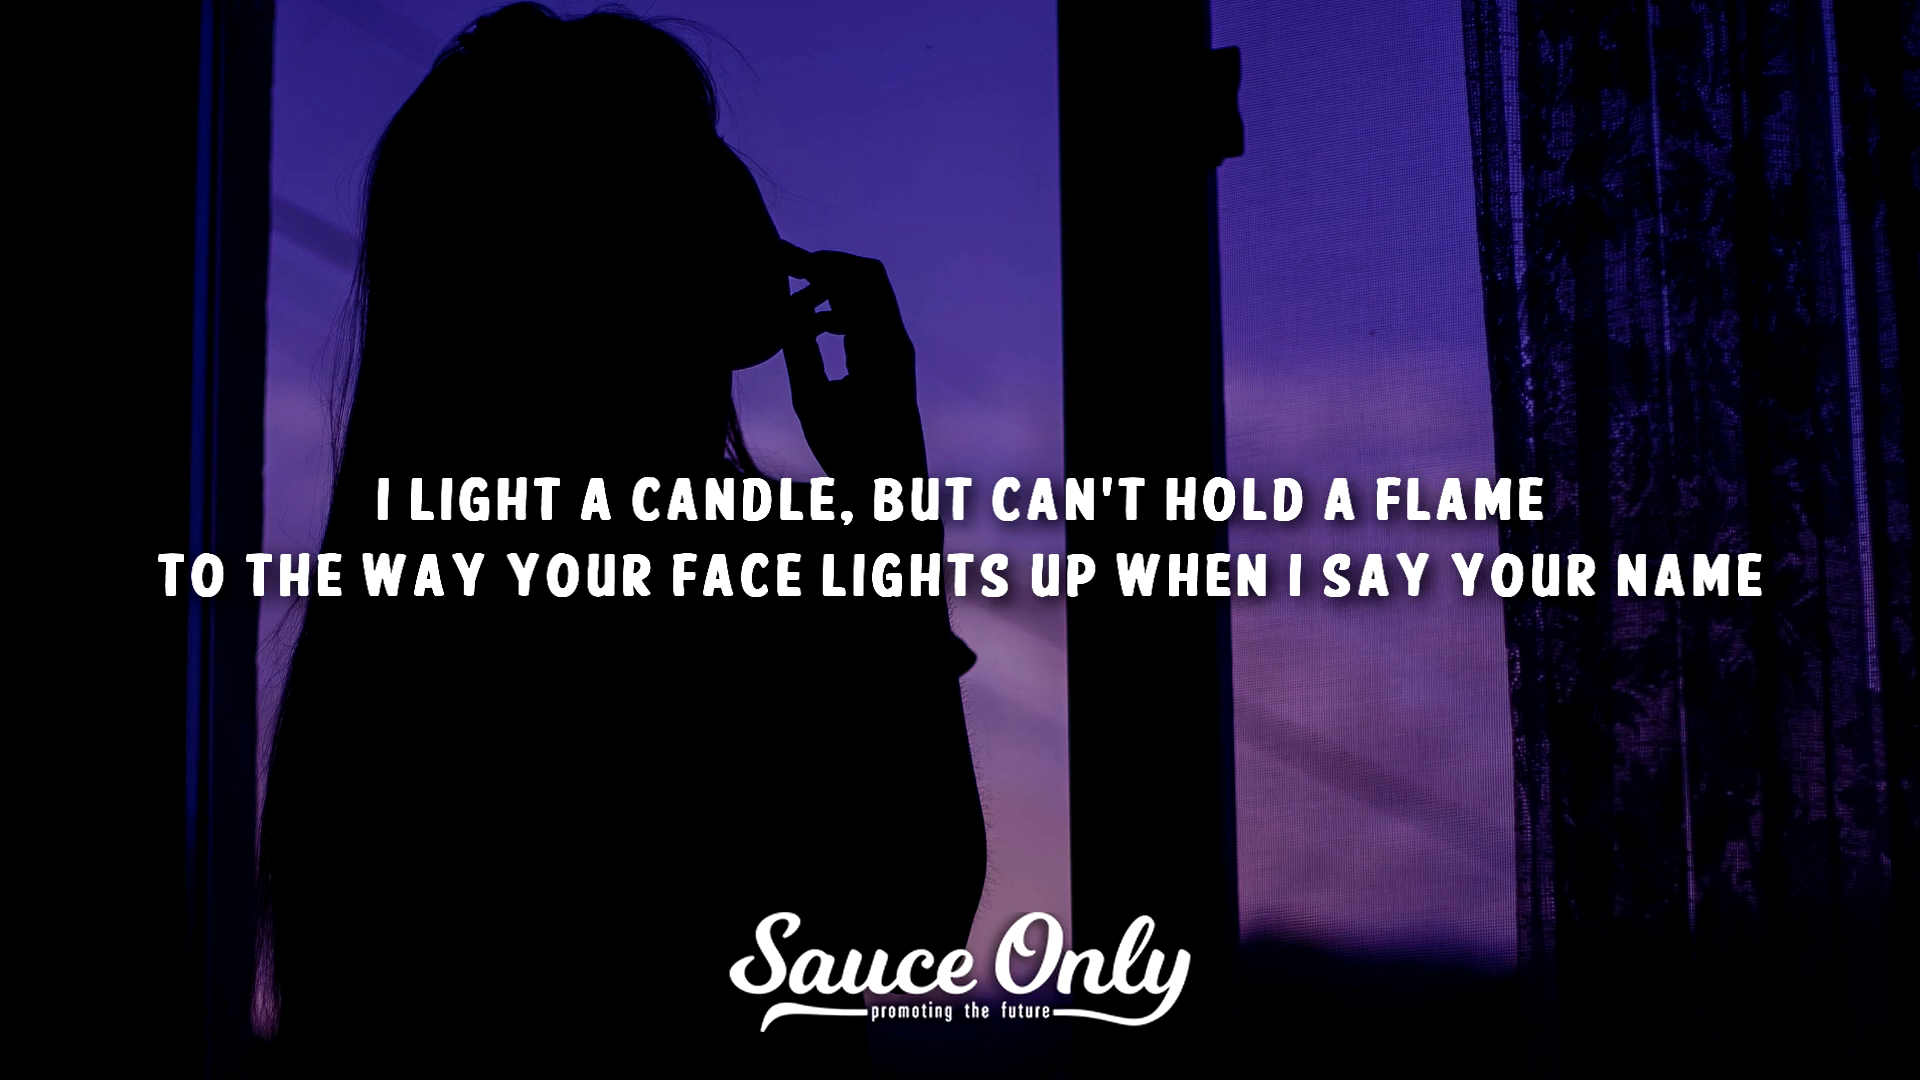 I LIGHT A CANDLE, BUT CAN'T HOLD A FLAME
TO THE WAY YOUR FACE LIGHTS UP WHEN I SAY YOUR NAME
Sauce Only
promoting the future